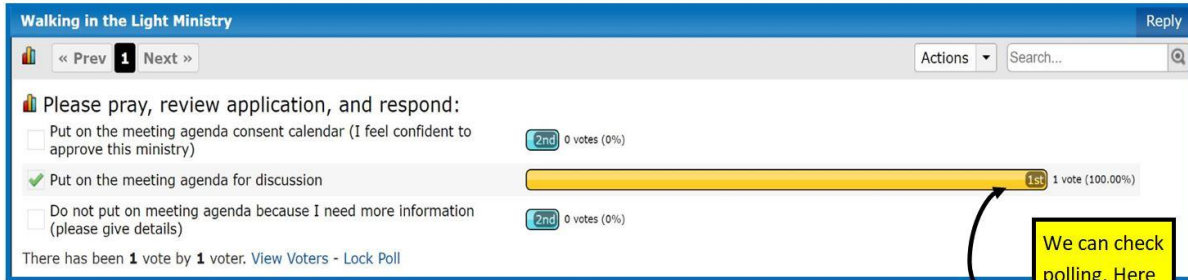 Walking in the Light Ministry Reply
« Prev 1 Next » Actions Search...
Please pray, review application, and respond:
Put on the meeting agenda consent calendar (I feel confident to
approve this ministry)
2nd 0 votes (0%)
Put on the meeting agenda for discussion
1st 1 vote (100.00%)
Do not put on meeting agenda because I need more information
(please give details)
2nd 0 votes (0%)
There has been 1 vote by 1 voter. View Voters - Lock Poll
We can check
polling. Here